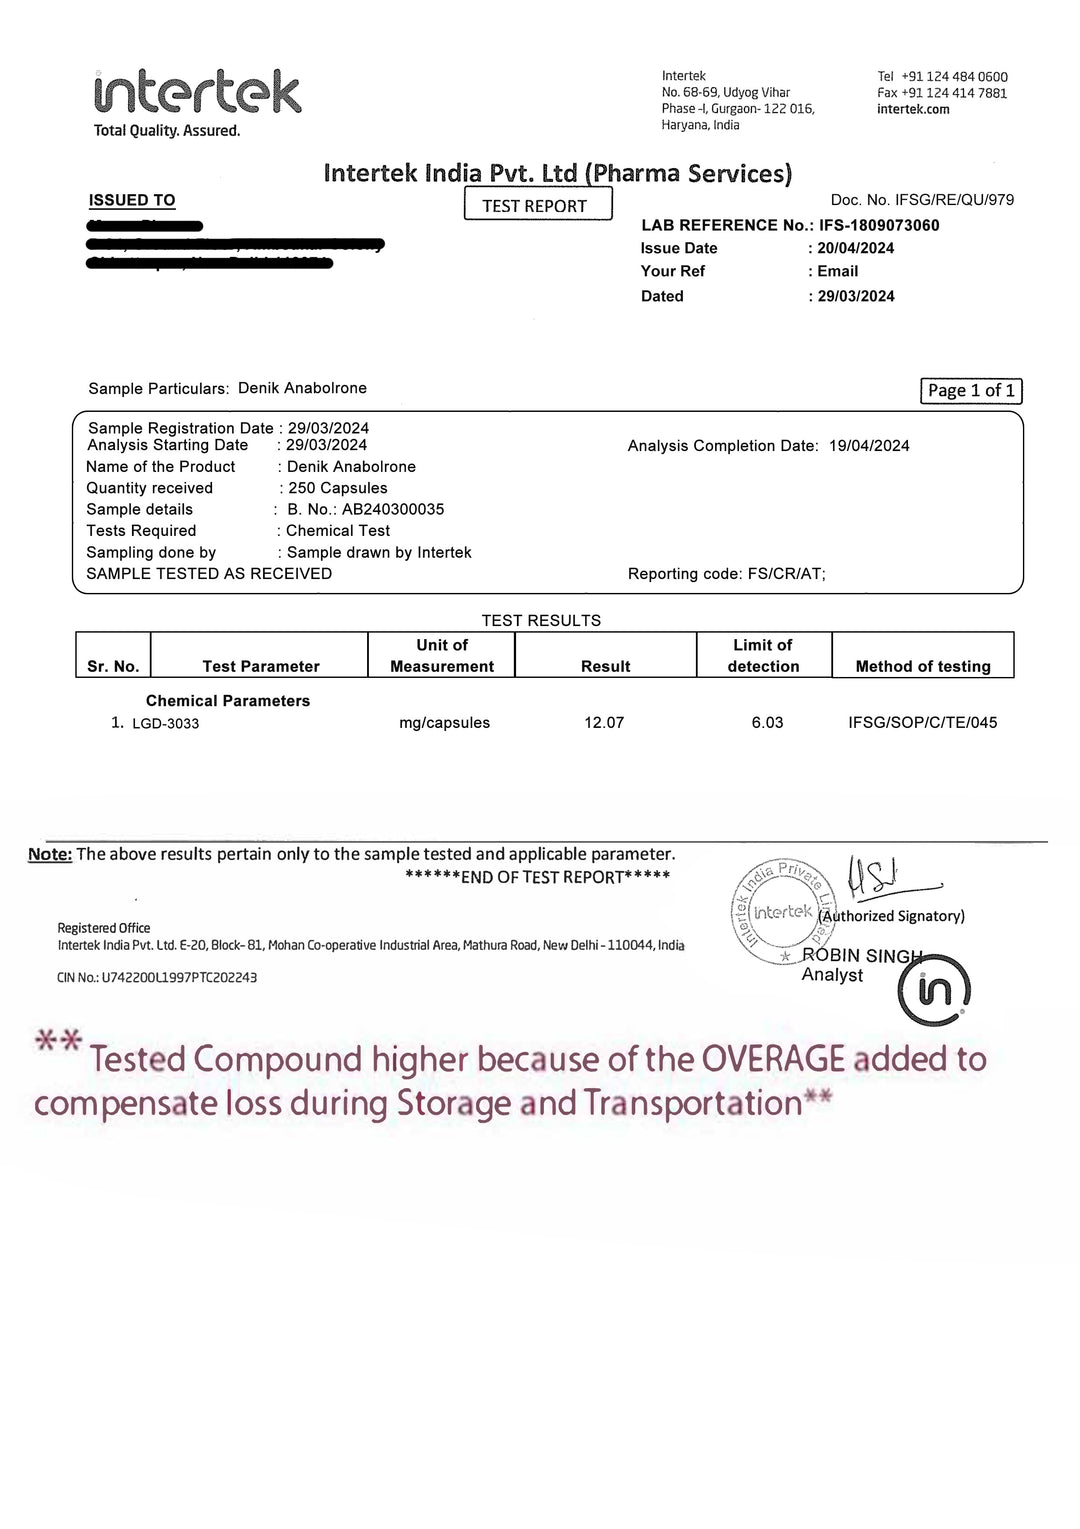 intertek
Total Quality. Assured.
Intertek
No. 68-69, Udyog Vihar
Phase -I, Gurgaon- 122 016,
Haryana, India
Tel +91 124 484 0600
Fax +91 124 414 7881
intertek.com
Intertek India Pvt. Ltd (Pharma Services)
ISSUED TO
TEST REPORT
Doc. No. IFSG/RE/QU/979
LAB REFERENCE No.: IFS-1809073060
Issue Date : 20/04/2024
Your Ref : Email
Dated : 29/03/2024
Sample Particulars: Denik Anabolrone
Page 1 of 1
Sample Registration Date : 29/03/2024
Analysis Starting Date : 29/03/2024 Analysis Completion Date: 19/04/2024
Name of the Product : Denik Anabolrone
Quantity received : 250 Capsules
Sample details : B. No.: AB240300035
Tests Required : Chemical Test
Sampling done by : Sample drawn by Intertek
SAMPLE TESTED AS RECEIVED Reporting code: FS/CR/AT;
TEST RESULTS
Sr. No. Test Parameter Unit of Measurement Result Limit of detection Method of testing
Chemical Parameters
1. LGD-3033 mg/capsules 12.07 6.03 IFSG/SOP/C/TE/045
Note: The above results pertain only to the sample tested and applicable parameter.
******END OF TEST REPORT*****
Intertek India Private Limited
intertek
(Authorized Signatory)
ROBIN SINGH
Analyst
in
Registered Office
Intertek India Pvt. Ltd. E-20, Block- 81, Mohan Co-operative Industrial Area, Mathura Road, New Delhi - 110044, India
CIN No.: U742200L1997PTC202243
** Tested Compound higher because of the OVERAGE added to
compensate loss during Storage and Transportation**